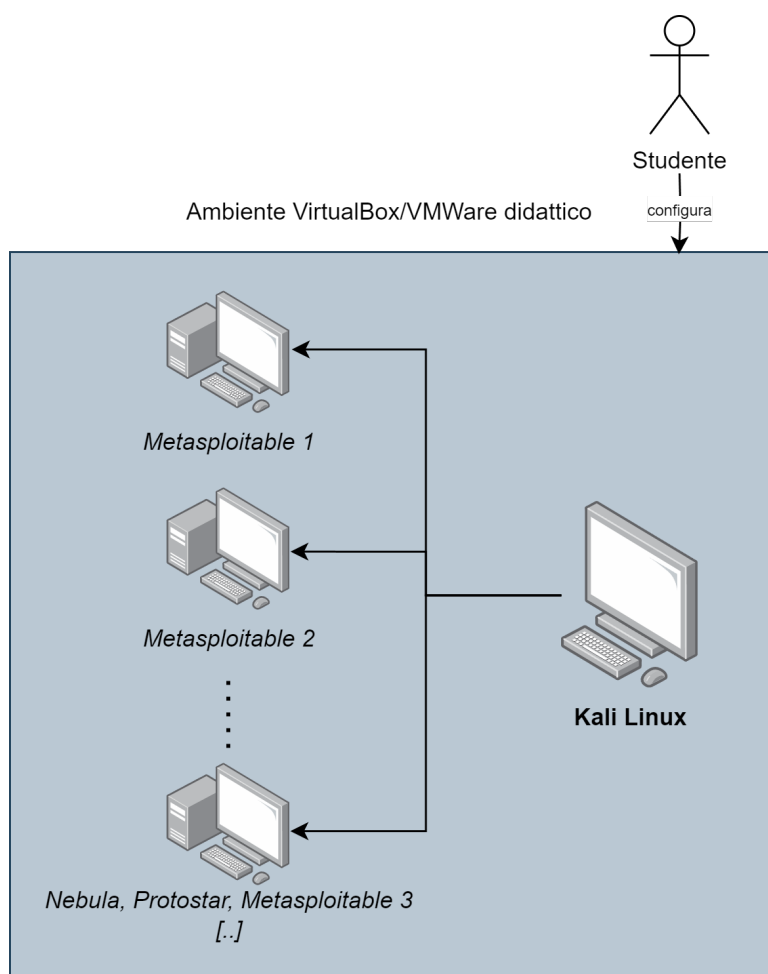 Studente
configura
Ambiente VirtualBox/VMWare didattico
Metasploitable 1
Metasploitable 2
Kali Linux
Nebula, Protostar, Metasploitable 3
[..]